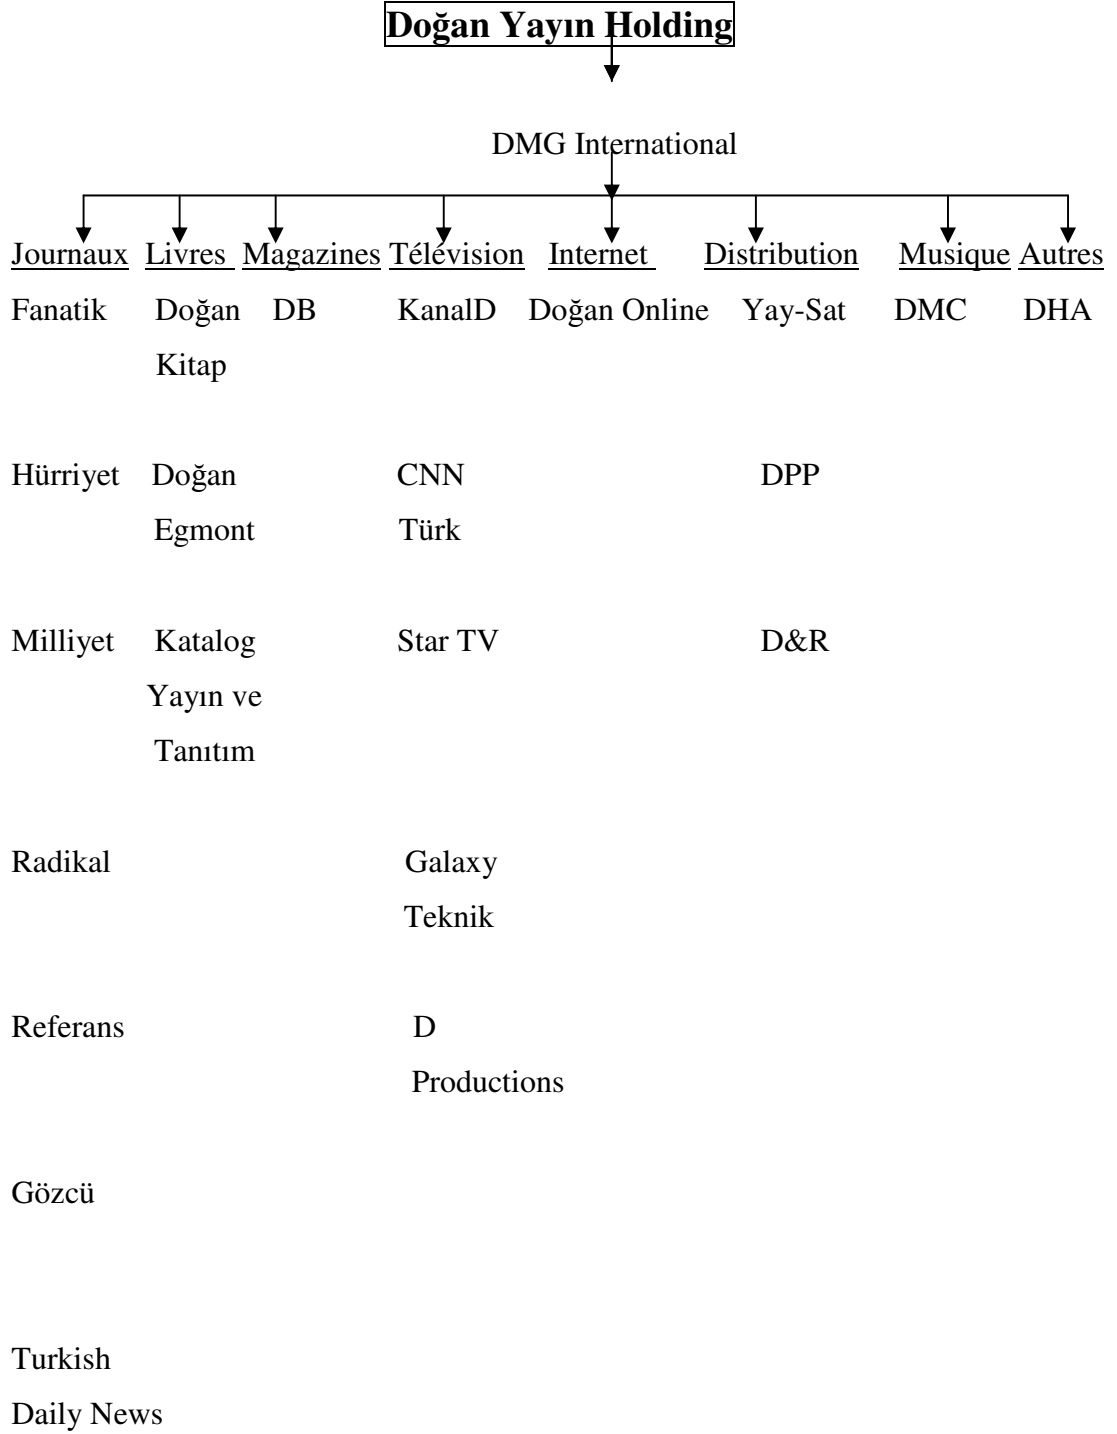 Doğan Yayın Holding
DMG International
Journaux Livres Magazines Télévision Internet Distribution Musique Autres
Fanatik Doğan DB KanalD Doğan Online Yay-Sat DMC DHA
Kitap
Hürriyet Doğan CNN DPP
Egmont Türk
Milliyet Katalog Star TV D&R
Yayın ve
Tanıtım
Radikal Galaxy
Teknik
Referans D
Productions
Gözcü
Turkish
Daily News